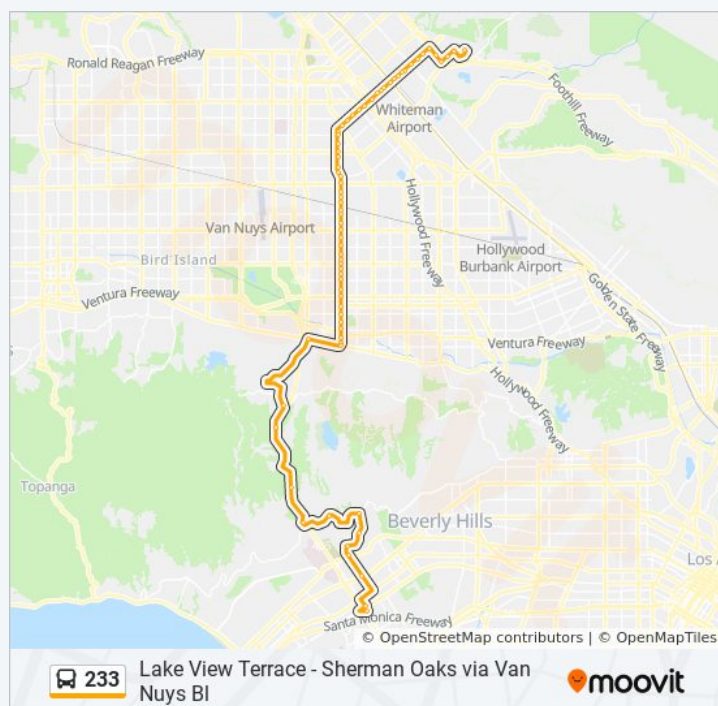 Ronald Reagan Freeway
Whiteman
Airport
Foothill Freeway
Hollywood Freeway
Van Nuys Airport
Hollywood
Burbank Airport
Bird Island
Golden State Freeway
Ventura Freeway
Ventura Freeway
Hollywood Freeway
Topanga
Beverly Hills
Los A
Santa Monica Freeway
© OpenStreetMap contributors | © OpenMapTiles
233
Lake View Terrace - Sherman Oaks via Van
Nuys Bl
moovit